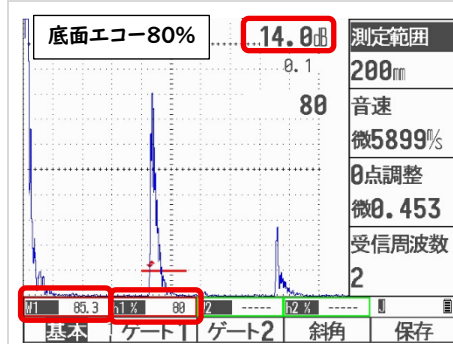 底面エコー80%
14.0dB
0.1
80
測定範囲
200mm
音速
微5899m/s
0点調整
微0.453
受信周波数
2
W1 85.3 h1% 80 W2 ----- h2% -----
基本 ゲート1 ゲート2 斜角 保存